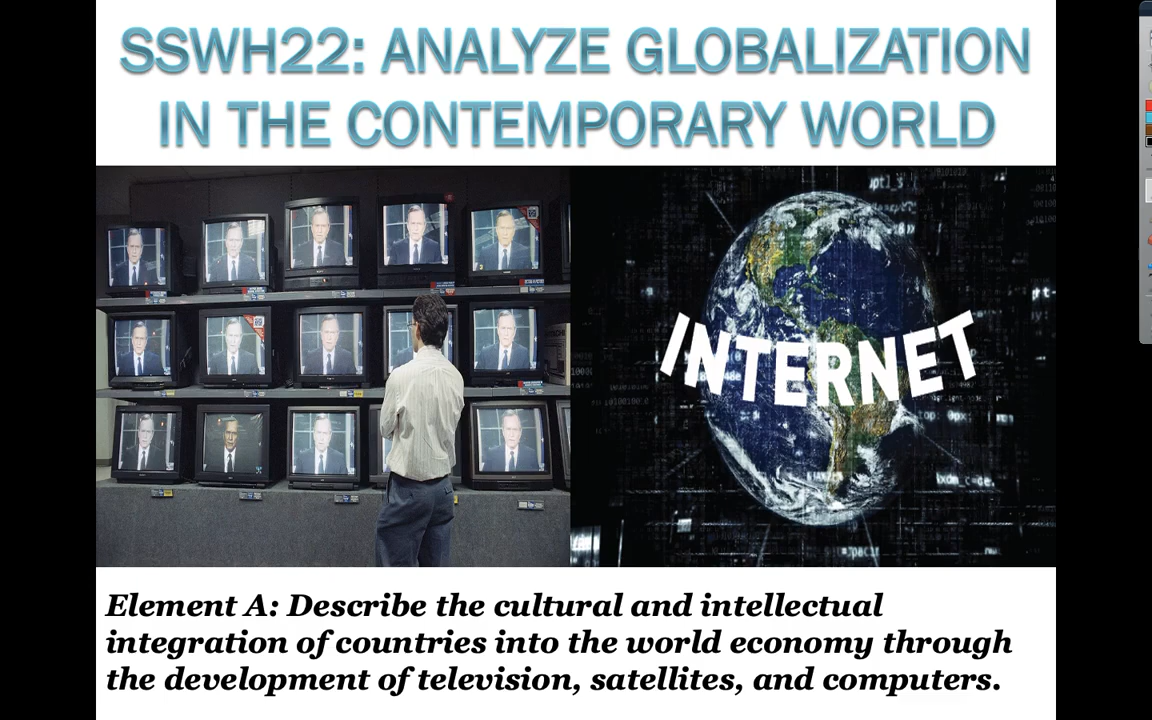 SSWH22: ANALYZE GLOBALIZATION
IN THE CONTEMPORARY WORLD
INTERNET
Element A: Describe the cultural and intellectual
integration of countries into the world economy through
the development of television, satellites, and computers.